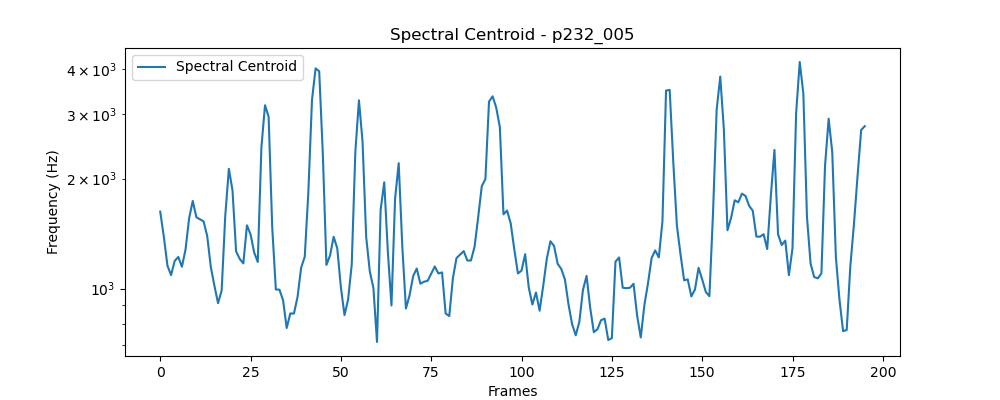 Spectral Centroid - p232_005
Spectral Centroid
4 × 10³
3 × 10³
2 × 10³
10³
Frequency (Hz)
0 25 50 75 100 125 150 175 200
Frames